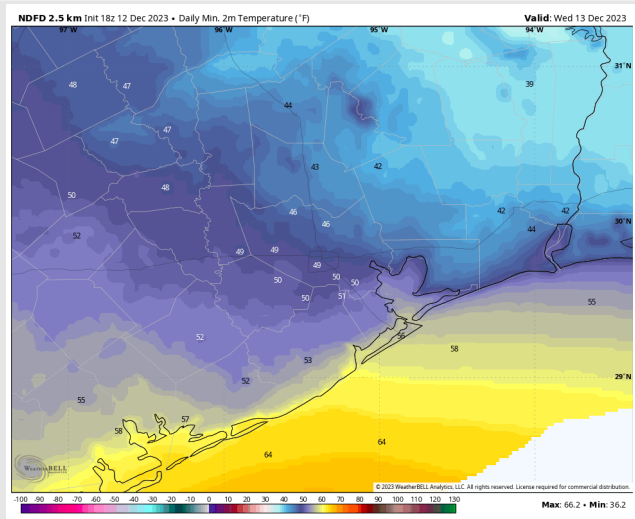 NDFD 2.5 km Init 18z 12 Dec 2023 • Daily Min. 2m Temperature (°F)
Valid: Wed 13 Dec 2023
97°W 96°W 95°W 94°W
31°N
48 47 39
44
47 47
43 42
48
50
46 42 42
30°N
46 44
52
49 49
49
50 50 50
50 51 55
52 56
58
53
29°N
52
55
57
58
64
64
WEATHERBELL
© 2023 WeatherBELL Analytics, LLC. All rights reserved. License required for commercial distribution.
-100 -90 -80 -70 -60 -50 -40 -30 -20 -10 0 10 20 30 40 50 60 70 80 90 100 110 120 130
Max: 66.2 • Min: 36.2